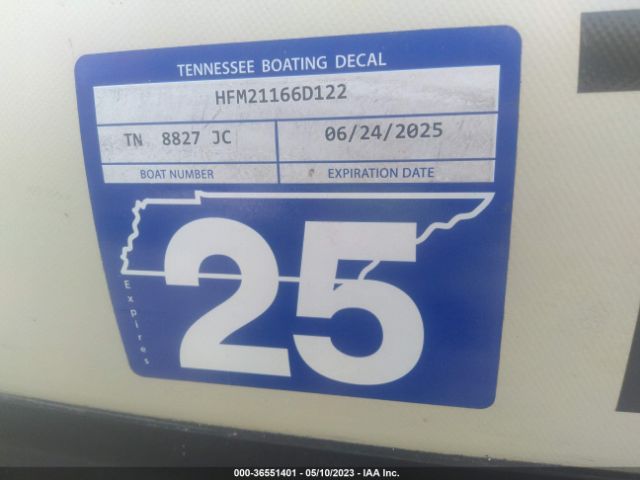 TENNESSEE BOATING DECAL
HFM21166D122
TN 8827 JC 06/24/2025
BOAT NUMBER EXPIRATION DATE
25
Expires
000-36551401 - 05/10/2023 - IAA Inc.